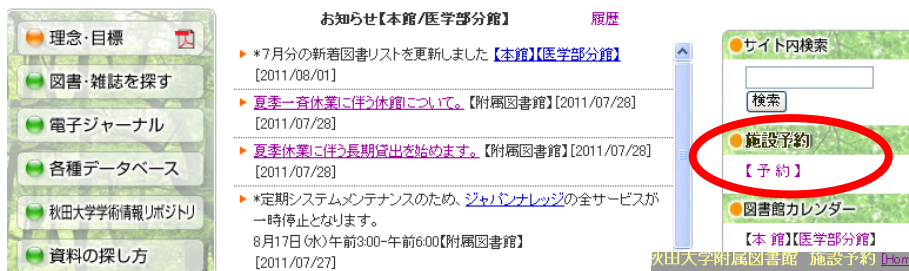 理念・目標
図書・雑誌を探す
電子ジャーナル
各種データベース
秋田大学学術情報リポジトリ
資料の探し方
お知らせ【本館/医学部分館】 履歴
*7月分の新着図書リストを更新しました【本館】【医学部分館】
[2011/08/01]
夏季一斉休業に伴う休館について。【附属図書館】[2011/07/28]
[2011/07/28]
夏季休業に伴う長期貸出を始めます。【附属図書館】[2011/07/28]
[2011/07/28]
*定期システムメンテナンスのため、ジャパンナレッジの全サービスが
一時停止となります。
8月17日(水)午前3:00-午前6:00【附属図書館】
[2011/07/27]
サイト内検索
検索
施設予約
【予約】
図書館カレンダー
【本 館】【医学部分館】
秋田大学附属図書館 施設予約 [Hom